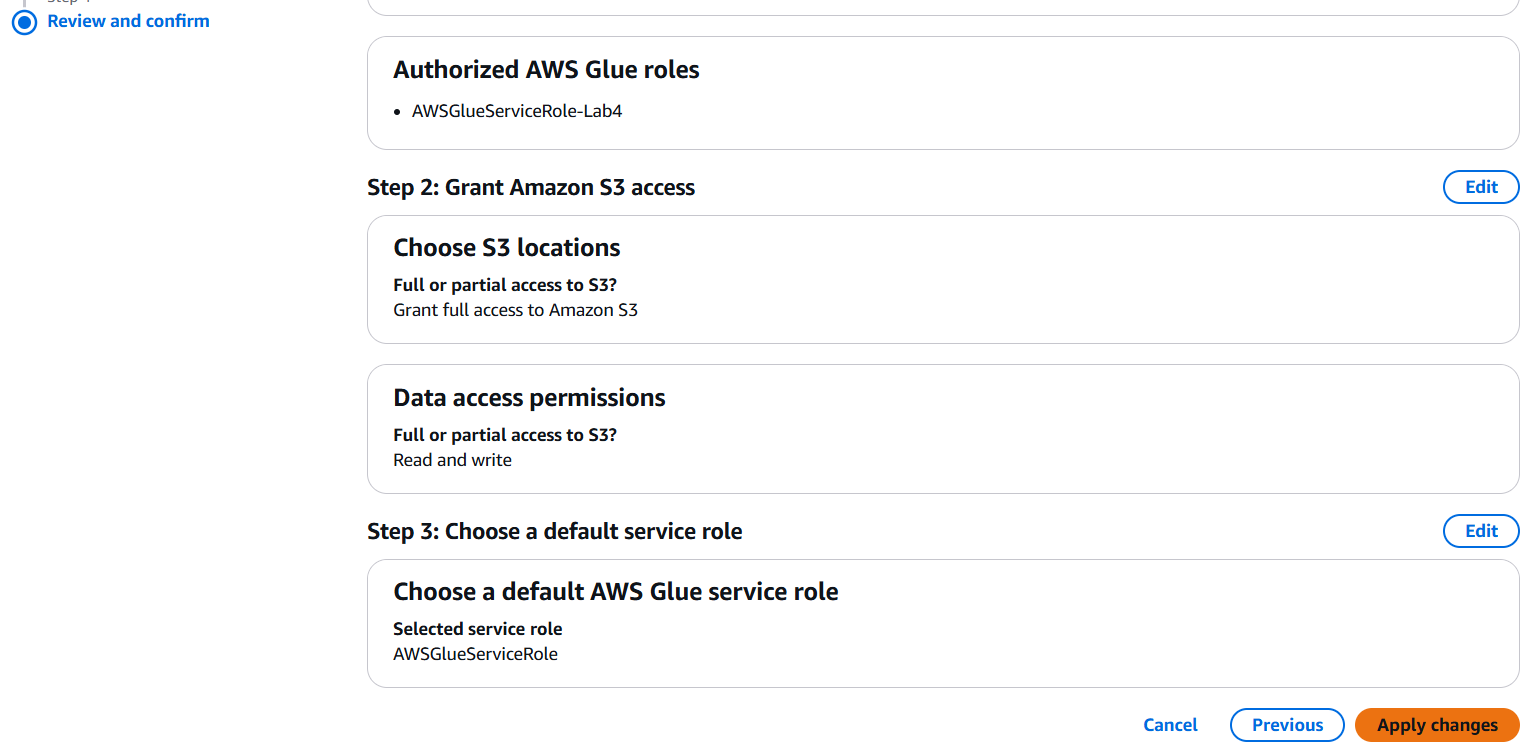 Review and confirm
Authorized AWS Glue roles
• AWSGlueServiceRole-Lab4
Step 2: Grant Amazon S3 access
Edit
Choose S3 locations
Full or partial access to S3?
Grant full access to Amazon S3
Data access permissions
Full or partial access to S3?
Read and write
Step 3: Choose a default service role
Edit
Choose a default AWS Glue service role
Selected service role
AWSGlueServiceRole
Cancel
Previous
Apply changes